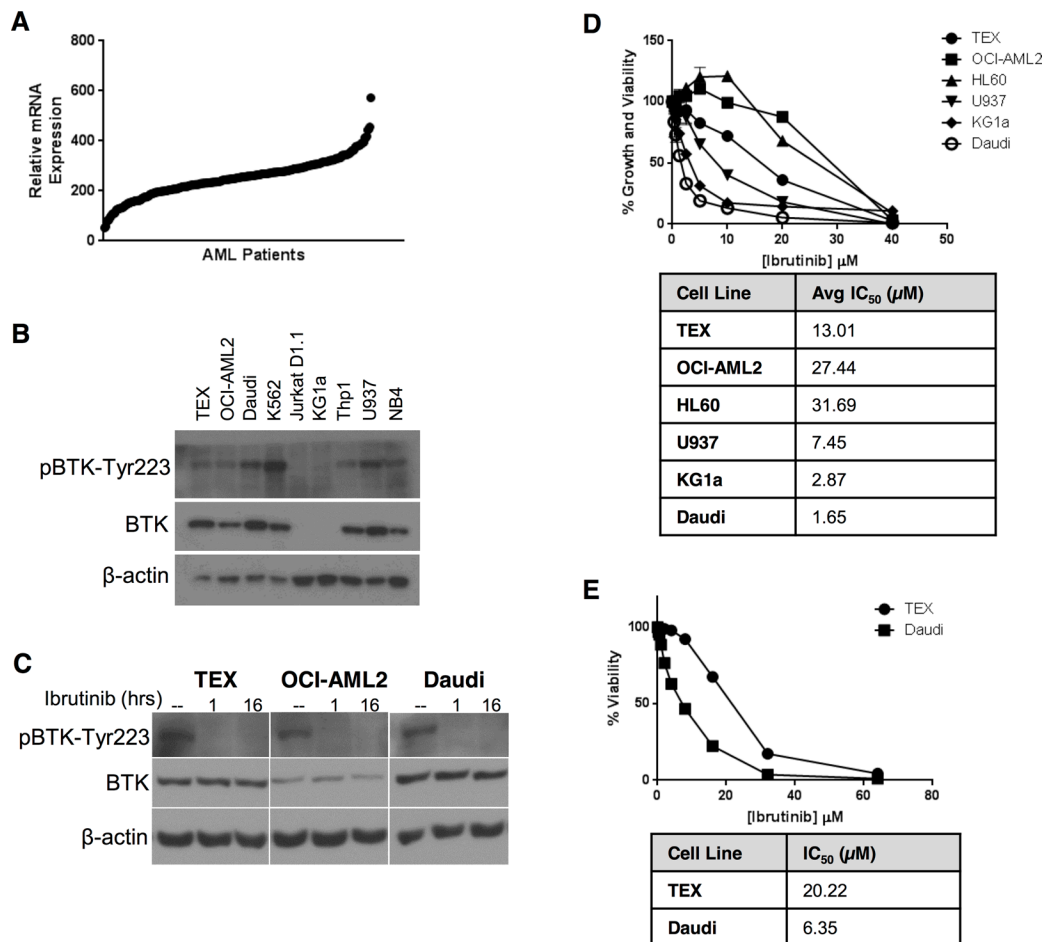 A
800
600
400
200
0
Relative mRNA
Expression
AML Patients
B
TEX
OCI-AML2
Daudi
K562
Jurkat D1.1
KG1a
Thp1
U937
NB4
pBTK-Tyr223
BTK
β-actin
C
TEX OCI-AML2 Daudi
Ibrutinib (hrs) -- 1 16 -- 1 16 -- 1 16
pBTK-Tyr223
BTK
β-actin
D
150
100
50
0
% Growth and Viability
0 10 20 30 40 50
[Ibrutinib] µM
TEX
OCI-AML2
HL60
U937
KG1a
Daudi
Cell Line Avg IC50 (µM)
TEX 13.01
OCI-AML2 27.44
HL60 31.69
U937 7.45
KG1a 2.87
Daudi 1.65
E
100
50
0
% Viability
0 20 40 60 80
[Ibrutinib] µM
TEX
Daudi
Cell Line IC50 (µM)
TEX 20.22
Daudi 6.35